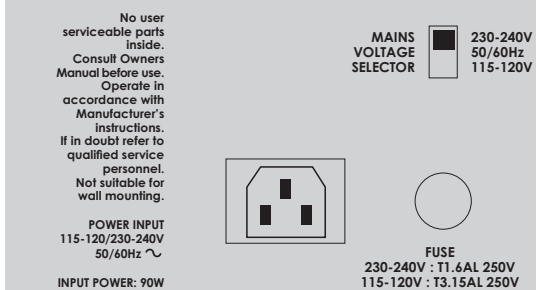 No user
serviceable parts
inside.
Consult Owners
Manual before use.
Operate in
accordance with
Manufacturer's
instructions.
If in doubt refer to
qualified service
personnel.
Not suitable for
wall mounting.
POWER INPUT
115-120/230-240V
50/60Hz ~
INPUT POWER: 90W
MAINS
VOLTAGE
SELECTOR
230-240V
50/60Hz
115-120V
FUSE
230-240V : T1.6AL 250V
115-120V : T3.15AL 250V